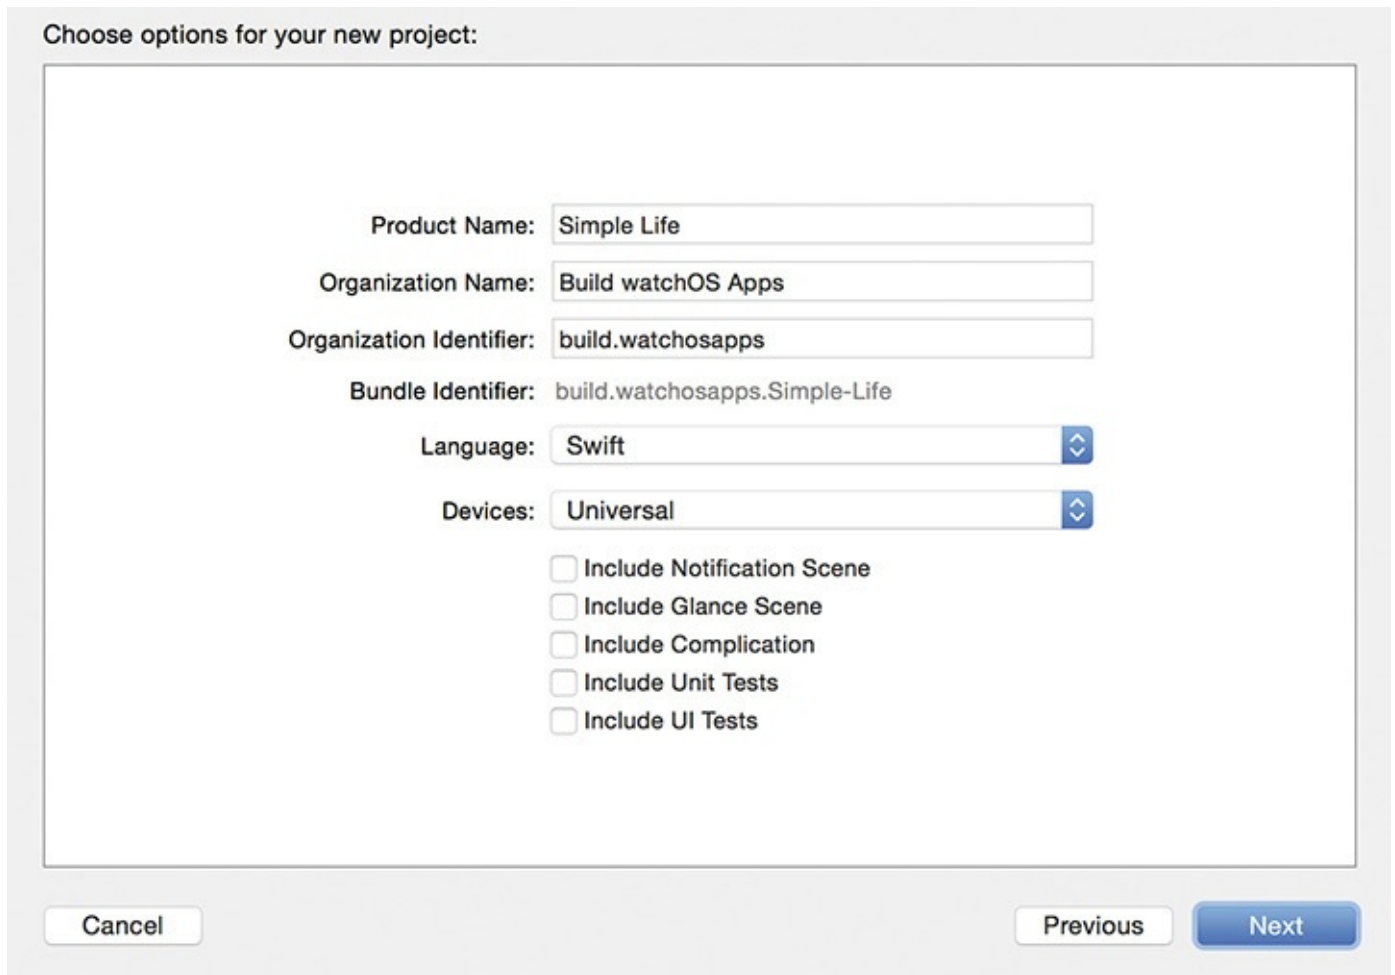 Choose options for your new project:
Product Name: Simple Life
Organization Name: Build watchOS Apps
Organization Identifier: build.watchosapps
Bundle Identifier: build.watchosapps.Simple-Life
Language: Swift
Devices: Universal
Include Notification Scene
Include Glance Scene
Include Complication
Include Unit Tests
Include UI Tests
Cancel Previous Next